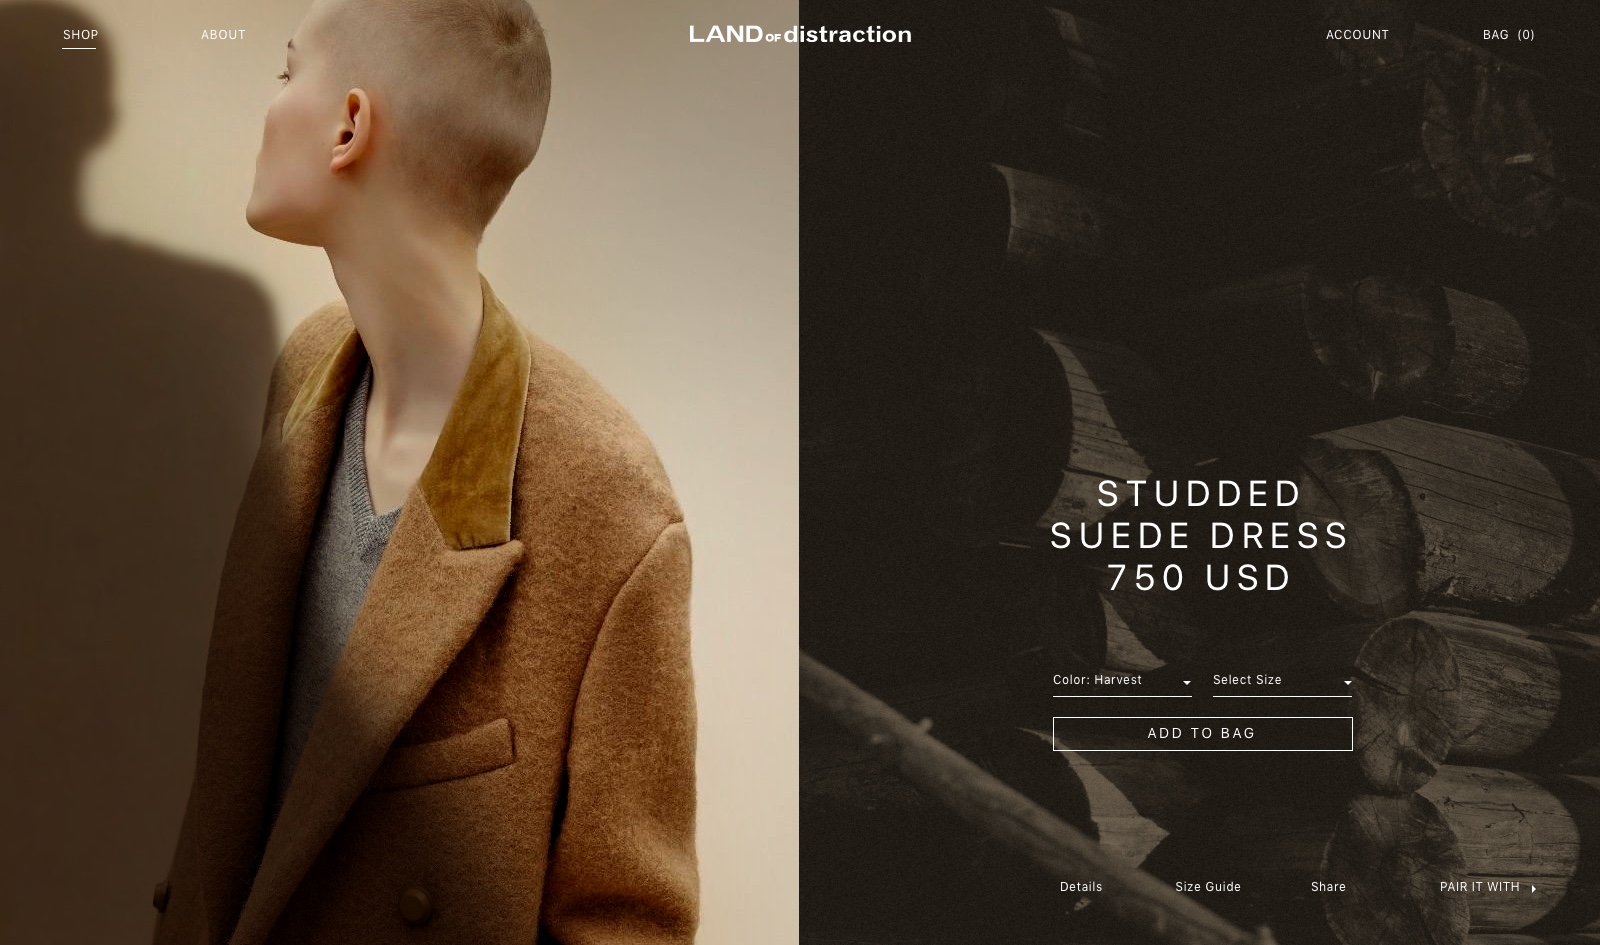 SHOP
ABOUT
LAND OF distraction
ACCOUNT
BAG (0)
STUDDED
SUEDE DRESS
750 USD
Color: Harvest
Select Size
ADD TO BAG
Details
Size Guide
Share
PAIR IT WITH